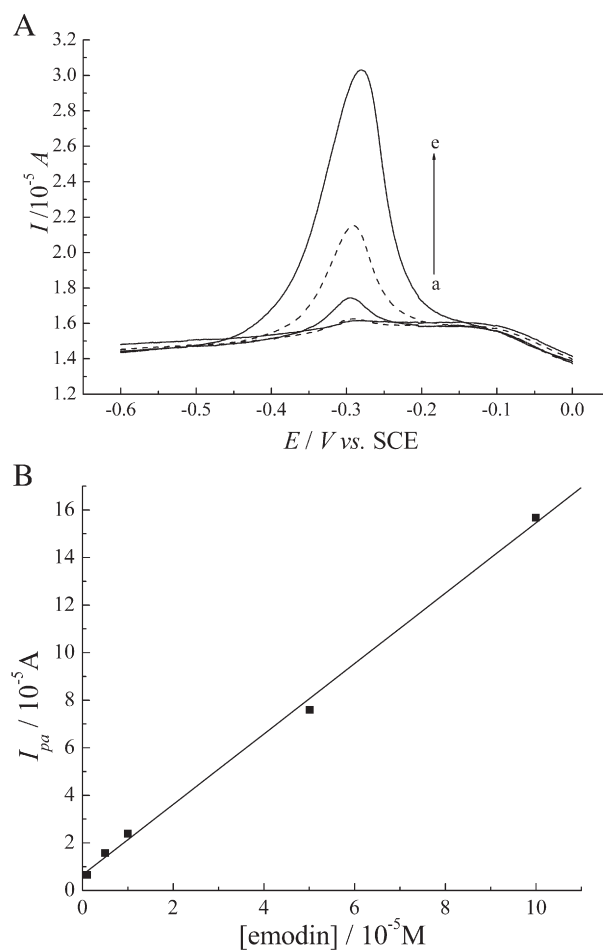 A
3.2
3.0
2.8
2.6
2.4
2.2
2.0
1.8
1.6
1.4
1.2
I /10⁻⁵ A
e
a
-0.6 -0.5 -0.4 -0.3 -0.2 -0.1 0.0
E / V vs. SCE
B
16
14
12
10
8
6
4
2
0
I_pa / 10⁻⁵A
0 2 4 6 8 10
[emodin] / 10⁻⁵M